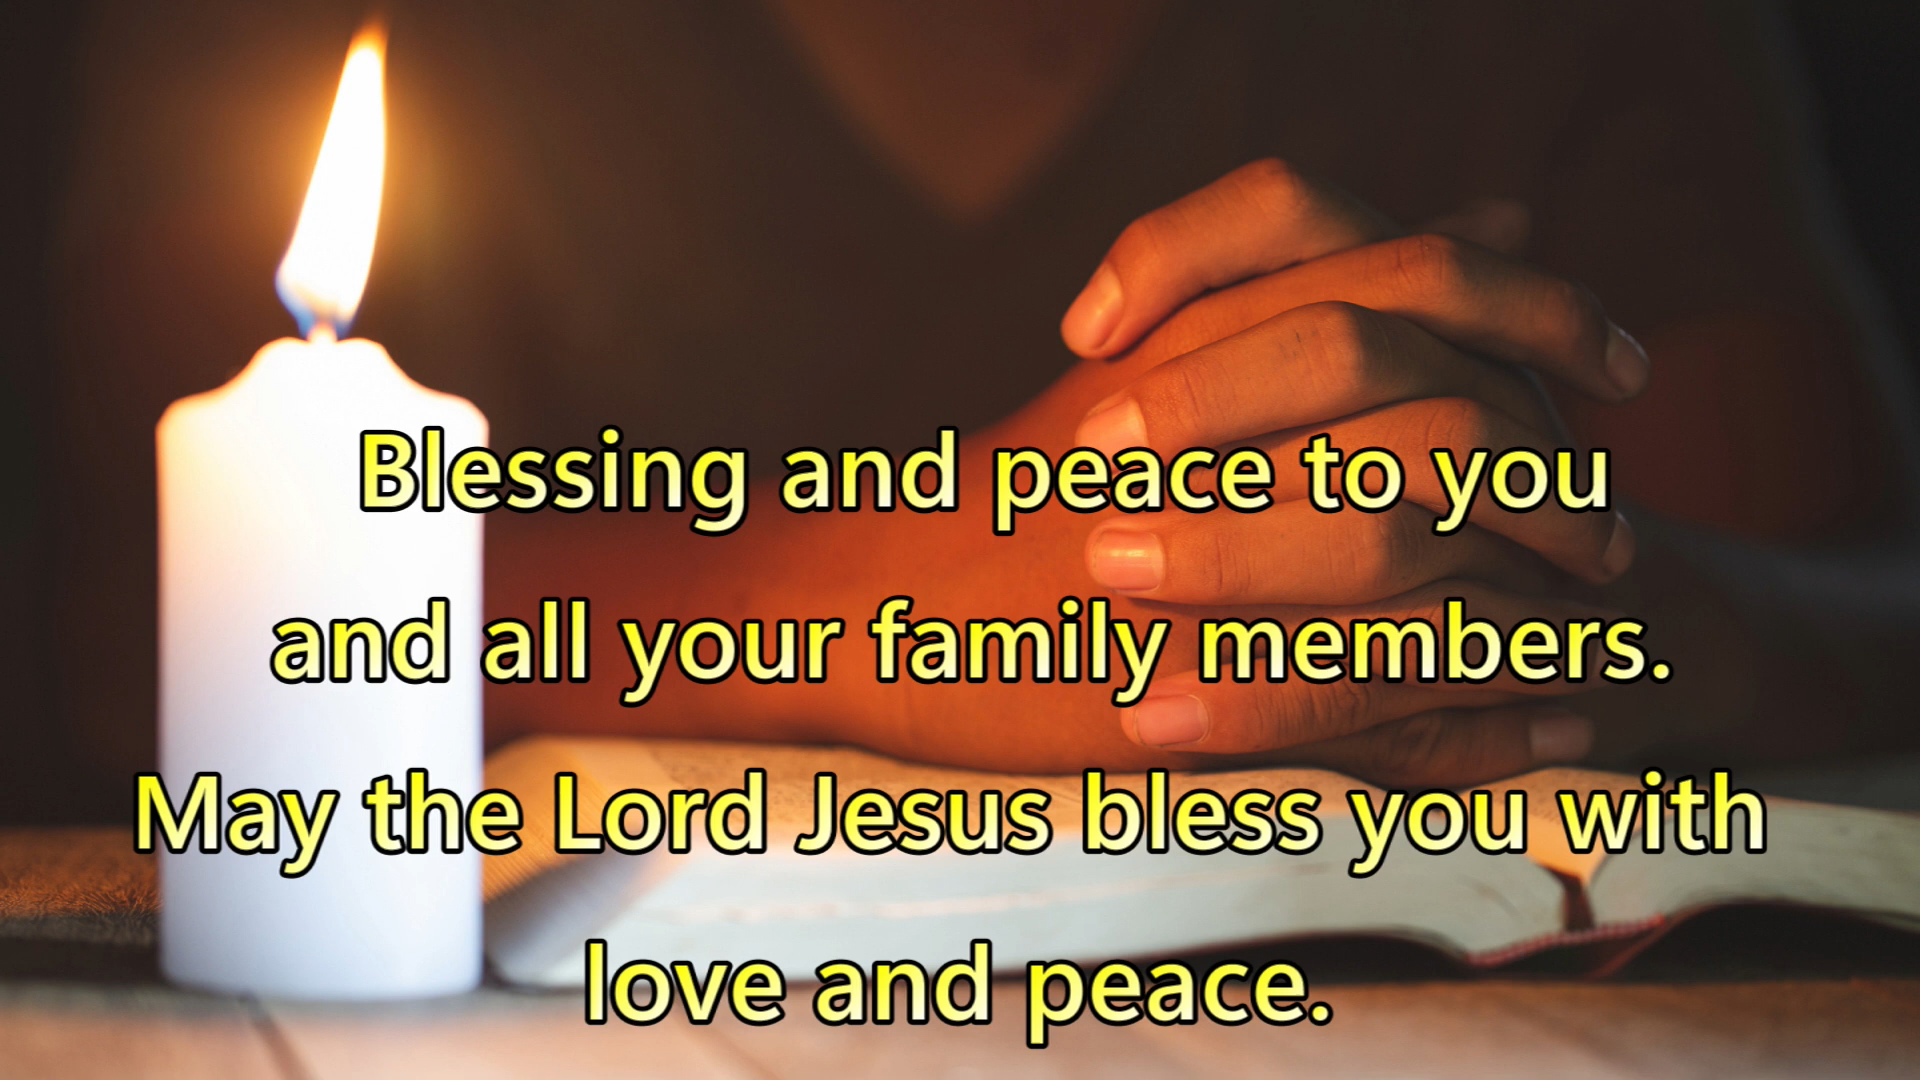 Blessing and peace to you
and all your family members.
May the Lord Jesus bless you with
love and peace.